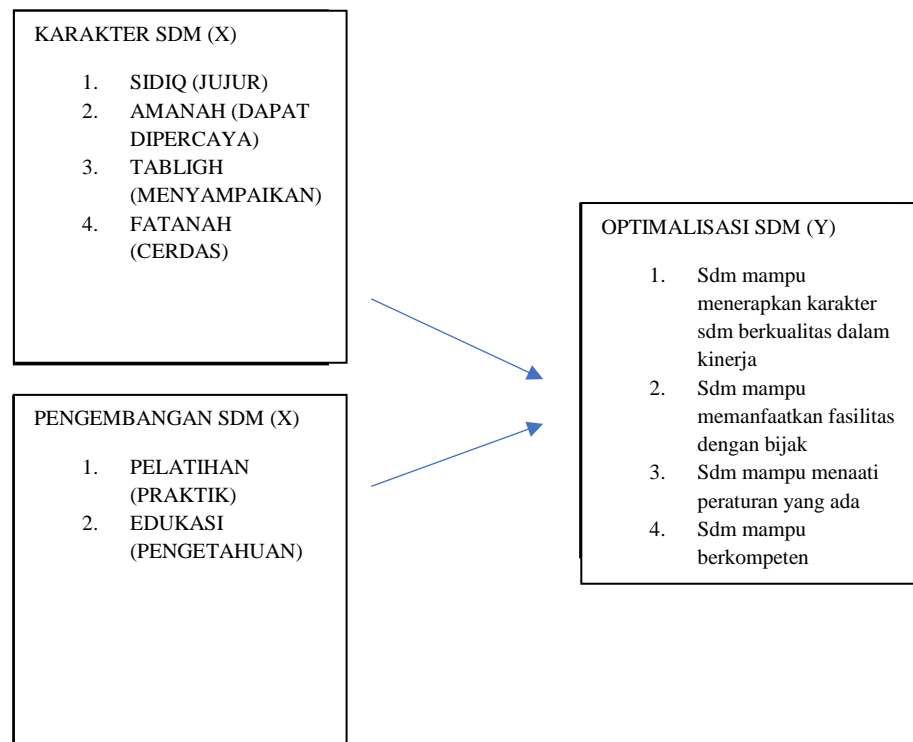 KARAKTER SDM (X)
1. SIDIQ (JUJUR)
2. AMANAH (DAPAT
DIPERCAYA)
3. TABLIGH
(MENYAMPAIKAN)
4. FATANAH
(CERDAS)
PENGEMBANGAN SDM (X)
1. PELATIHAN
(PRAKTIK)
2. EDUKASI
(PENGETAHUAN)
OPTIMALISASI SDM (Y)
1. Sdm mampu
menerapkan karakter
sdm berkualitas dalam
kinerja
2. Sdm mampu
memanfaatkan fasilitas
dengan bijak
3. Sdm mampu menaati
peraturan yang ada
4. Sdm mampu
berkompeten